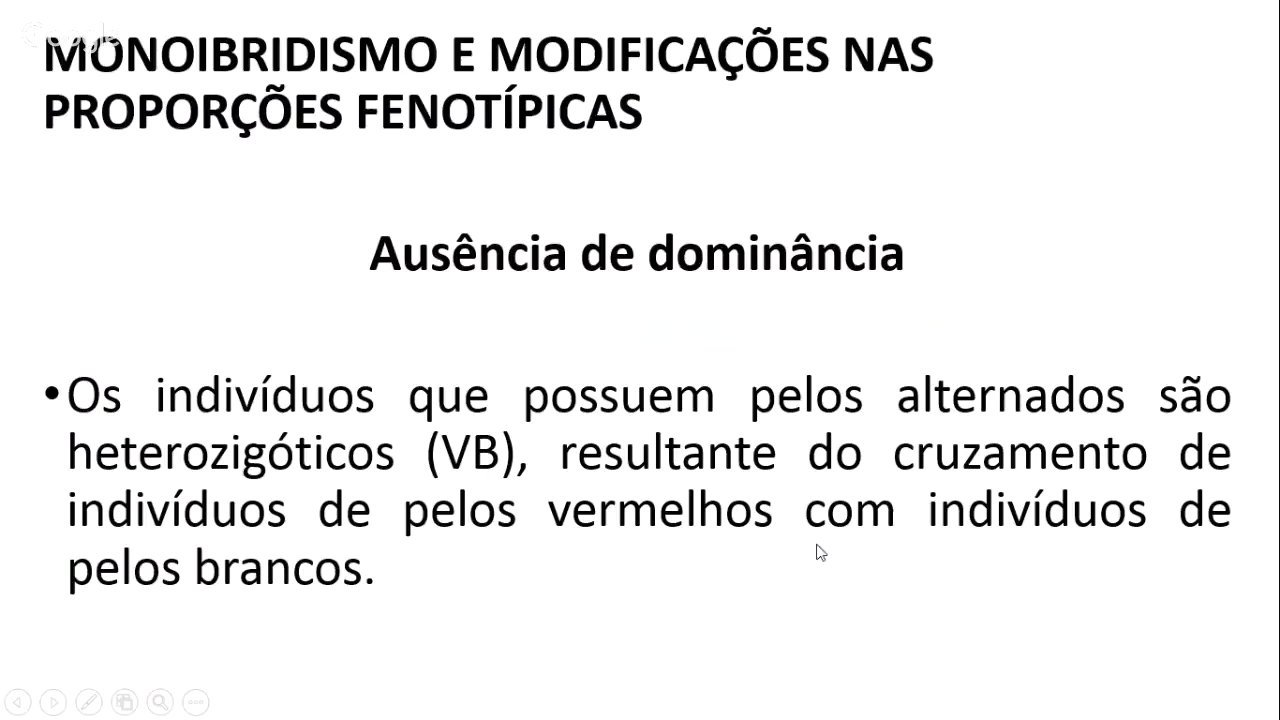 MONOIBRIDISMO E MODIFICAÇÕES NAS
PROPORÇÕES FENOTÍPICAS
Ausência de dominância
• Os indivíduos que possuem pelos alternados são
heterozigóticos (VB), resultante do cruzamento de
indivíduos de pelos vermelhos com indivíduos de
pelos brancos.